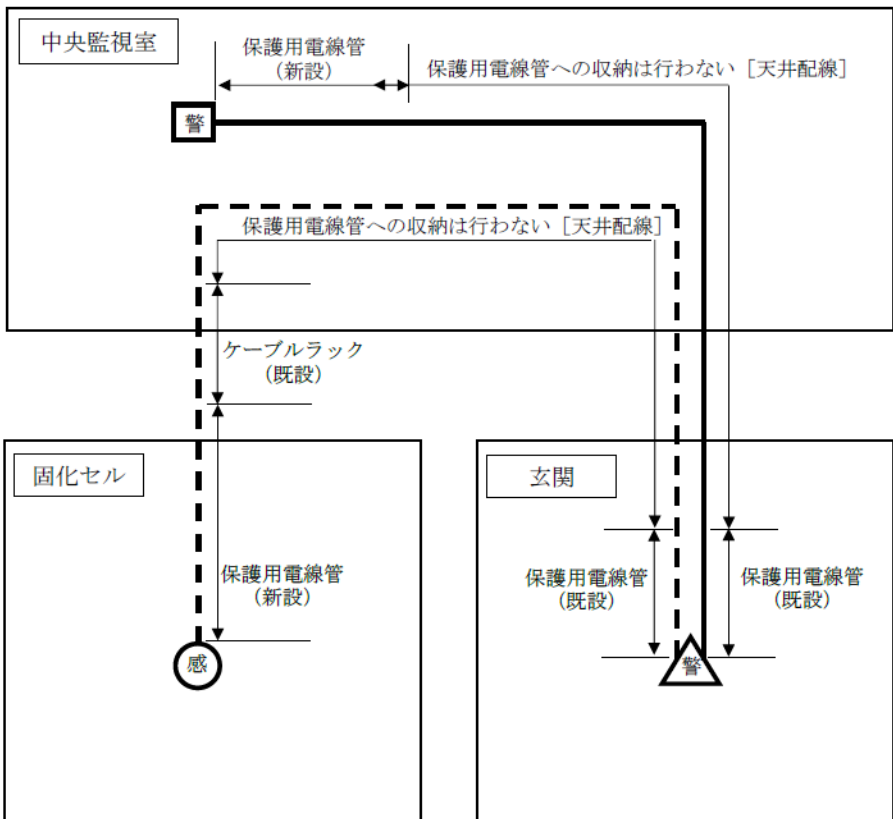 中央監視室
保護用電線管
(新設)
保護用電線管への収納は行わない［天井配線］
警
保護用電線管への収納は行わない［天井配線］
ケーブルラック
(既設)
固化セル
玄関
保護用電線管
(新設)
保護用電線管
(既設)
保護用電線管
(既設)
感
警